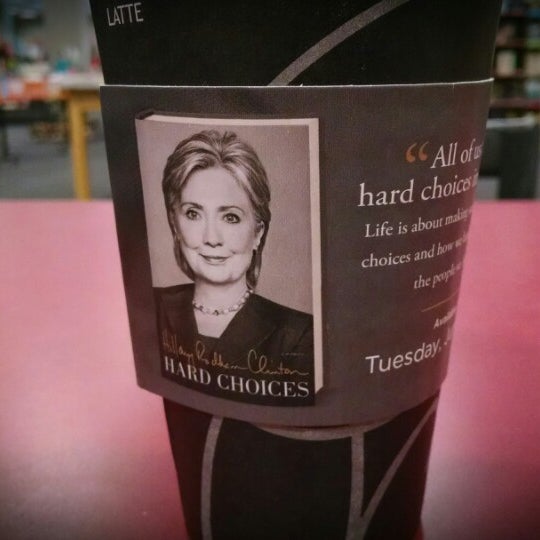 LATTE
Hillary Rodham Clinton
HARD CHOICES
“ All of us
hard choices
Life is about making
choices and how we
the people
Available
Tuesday,